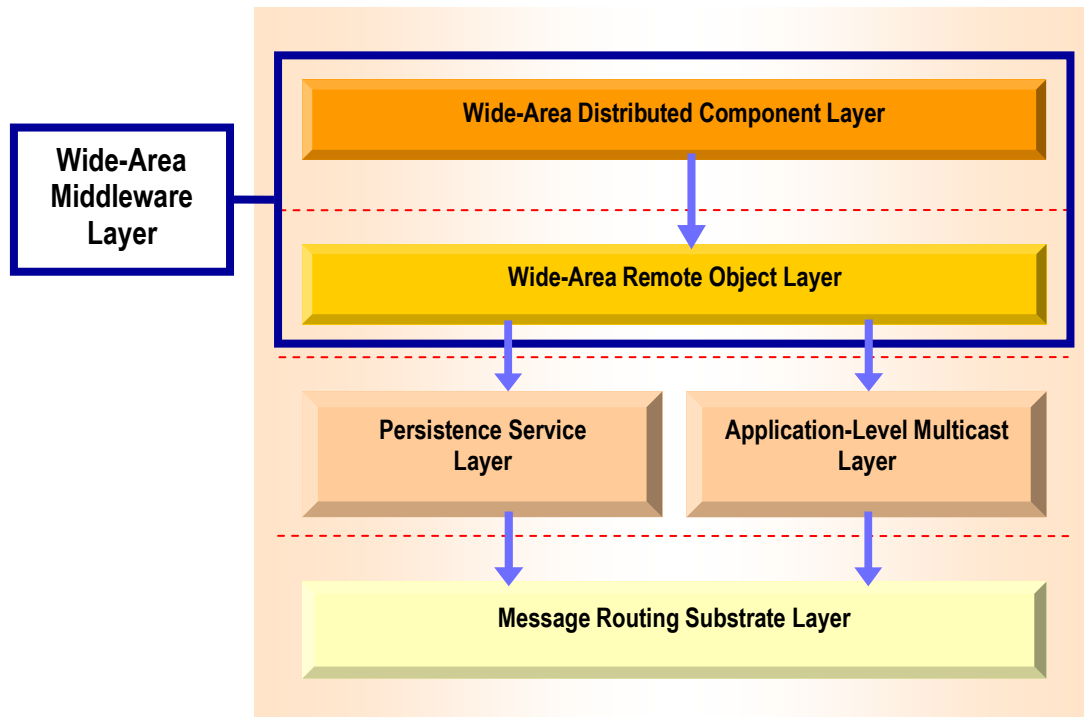 Wide-Area Distributed Component Layer
Wide-Area
Middleware
Layer
Wide-Area Remote Object Layer
Persistence Service
Layer
Application-Level Multicast
Layer
Message Routing Substrate Layer